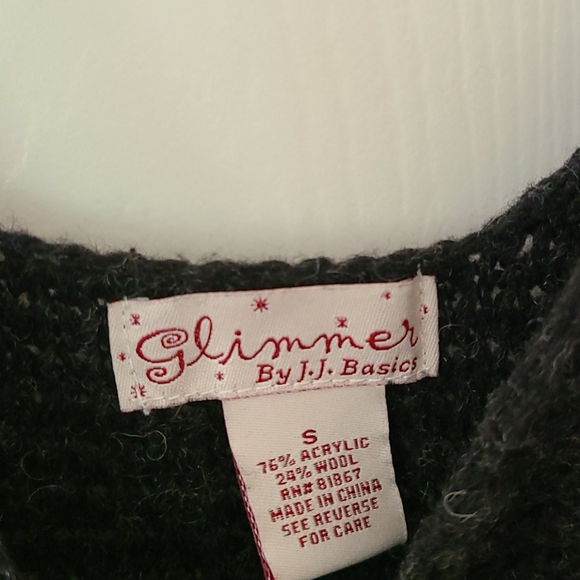 Glimmer
By J.J. Basics
S
76% ACRYLIC
24% WOOL
RN# 81867
MADE IN CHINA
SEE REVERSE
FOR CARE